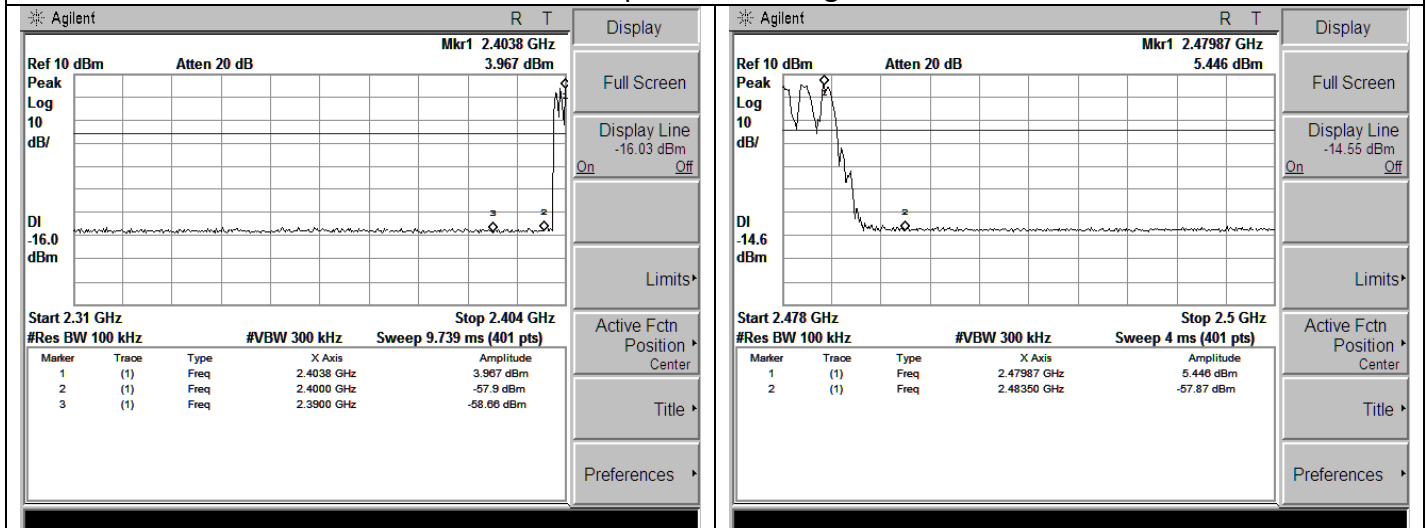 Agilent R T
Display
Mkr1 2.4038 GHz
Ref 10 dBm Atten 20 dB 3.967 dBm
Peak
Log
10
dB/
DI
-16.0
dBm
1
3
2
Start 2.31 GHz Stop 2.404 GHz
#Res BW 100 kHz #VBW 300 kHz Sweep 9.739 ms (401 pts)
Marker Trace Type X Axis Amplitude
1 (1) Freq 2.4038 GHz 3.967 dBm
2 (1) Freq 2.4000 GHz -57.9 dBm
3 (1) Freq 2.3900 GHz -58.66 dBm
Full Screen
Display Line
-16.03 dBm
On Off
Limits
Active Fctn
Position
Center
Title
Preferences
Agilent R T
Display
Mkr1 2.47987 GHz
Ref 10 dBm Atten 20 dB 5.446 dBm
Peak
Log
10
dB/
DI
-14.6
dBm
1
2
Start 2.478 GHz Stop 2.5 GHz
#Res BW 100 kHz #VBW 300 kHz Sweep 4 ms (401 pts)
Marker Trace Type X Axis Amplitude
1 (1) Freq 2.47987 GHz 5.446 dBm
2 (1) Freq 2.48350 GHz -57.87 dBm
Full Screen
Display Line
-14.55 dBm
On Off
Limits
Active Fctn
Position
Center
Title
Preferences